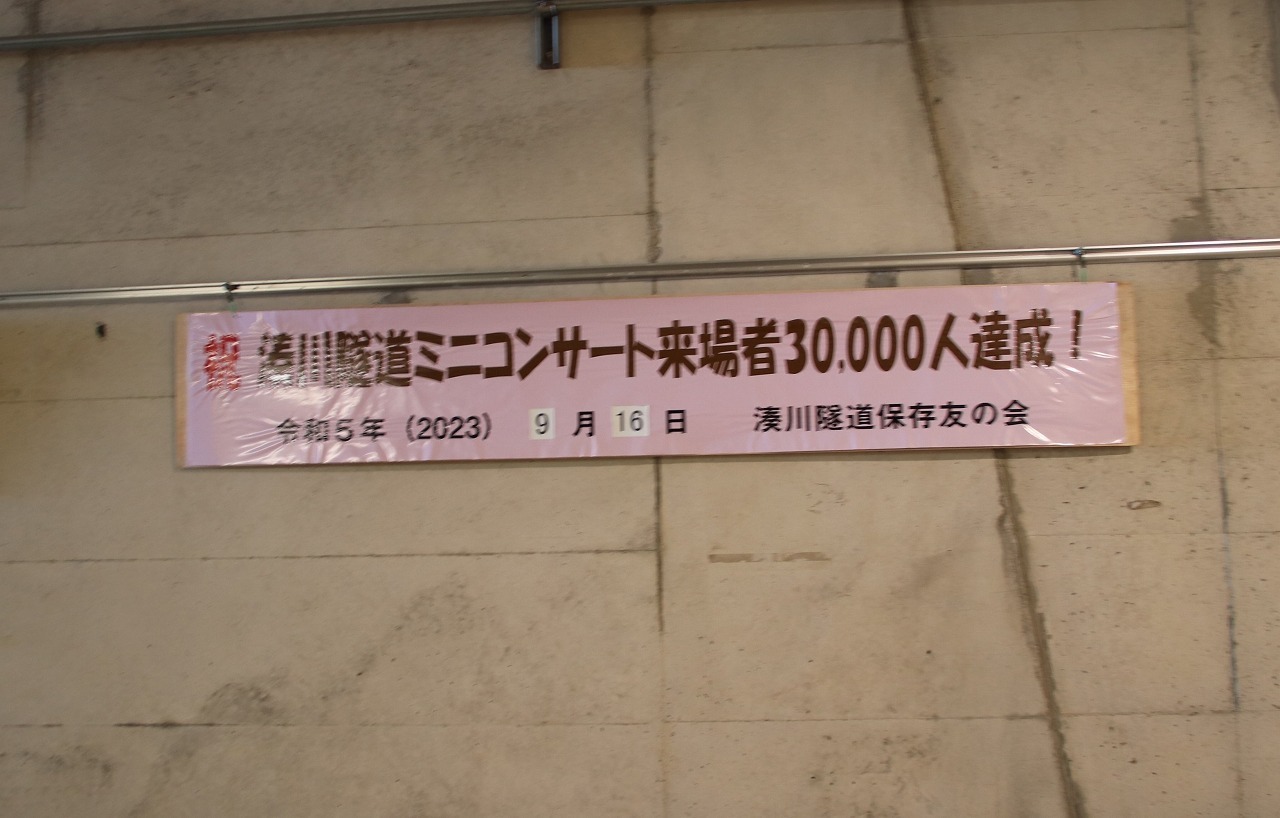 祝 湊川隧道ミニコンサート来場者30,000人達成！
令和5年（2023） 9 月 16 日 湊川隧道保存友の会